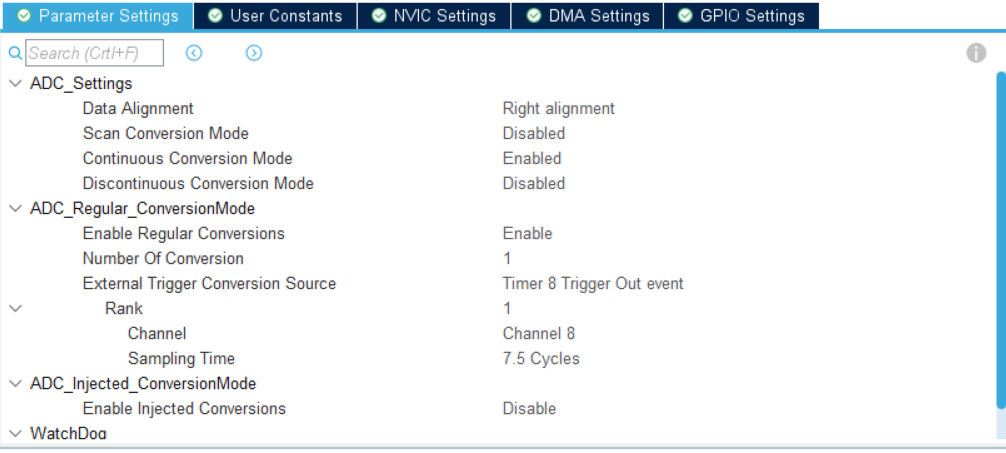 Parameter Settings User Constants NVIC Settings DMA Settings GPIO Settings
Search (Crtl+F)
ADC_Settings
Data Alignment Right alignment
Scan Conversion Mode Disabled
Continuous Conversion Mode Enabled
Discontinuous Conversion Mode Disabled
ADC_Regular_ConversionMode
Enable Regular Conversions Enable
Number Of Conversion 1
External Trigger Conversion Source Timer 8 Trigger Out event
Rank 1
Channel Channel 8
Sampling Time 7.5 Cycles
ADC_Injected_ConversionMode
Enable Injected Conversions Disable
WatchDog